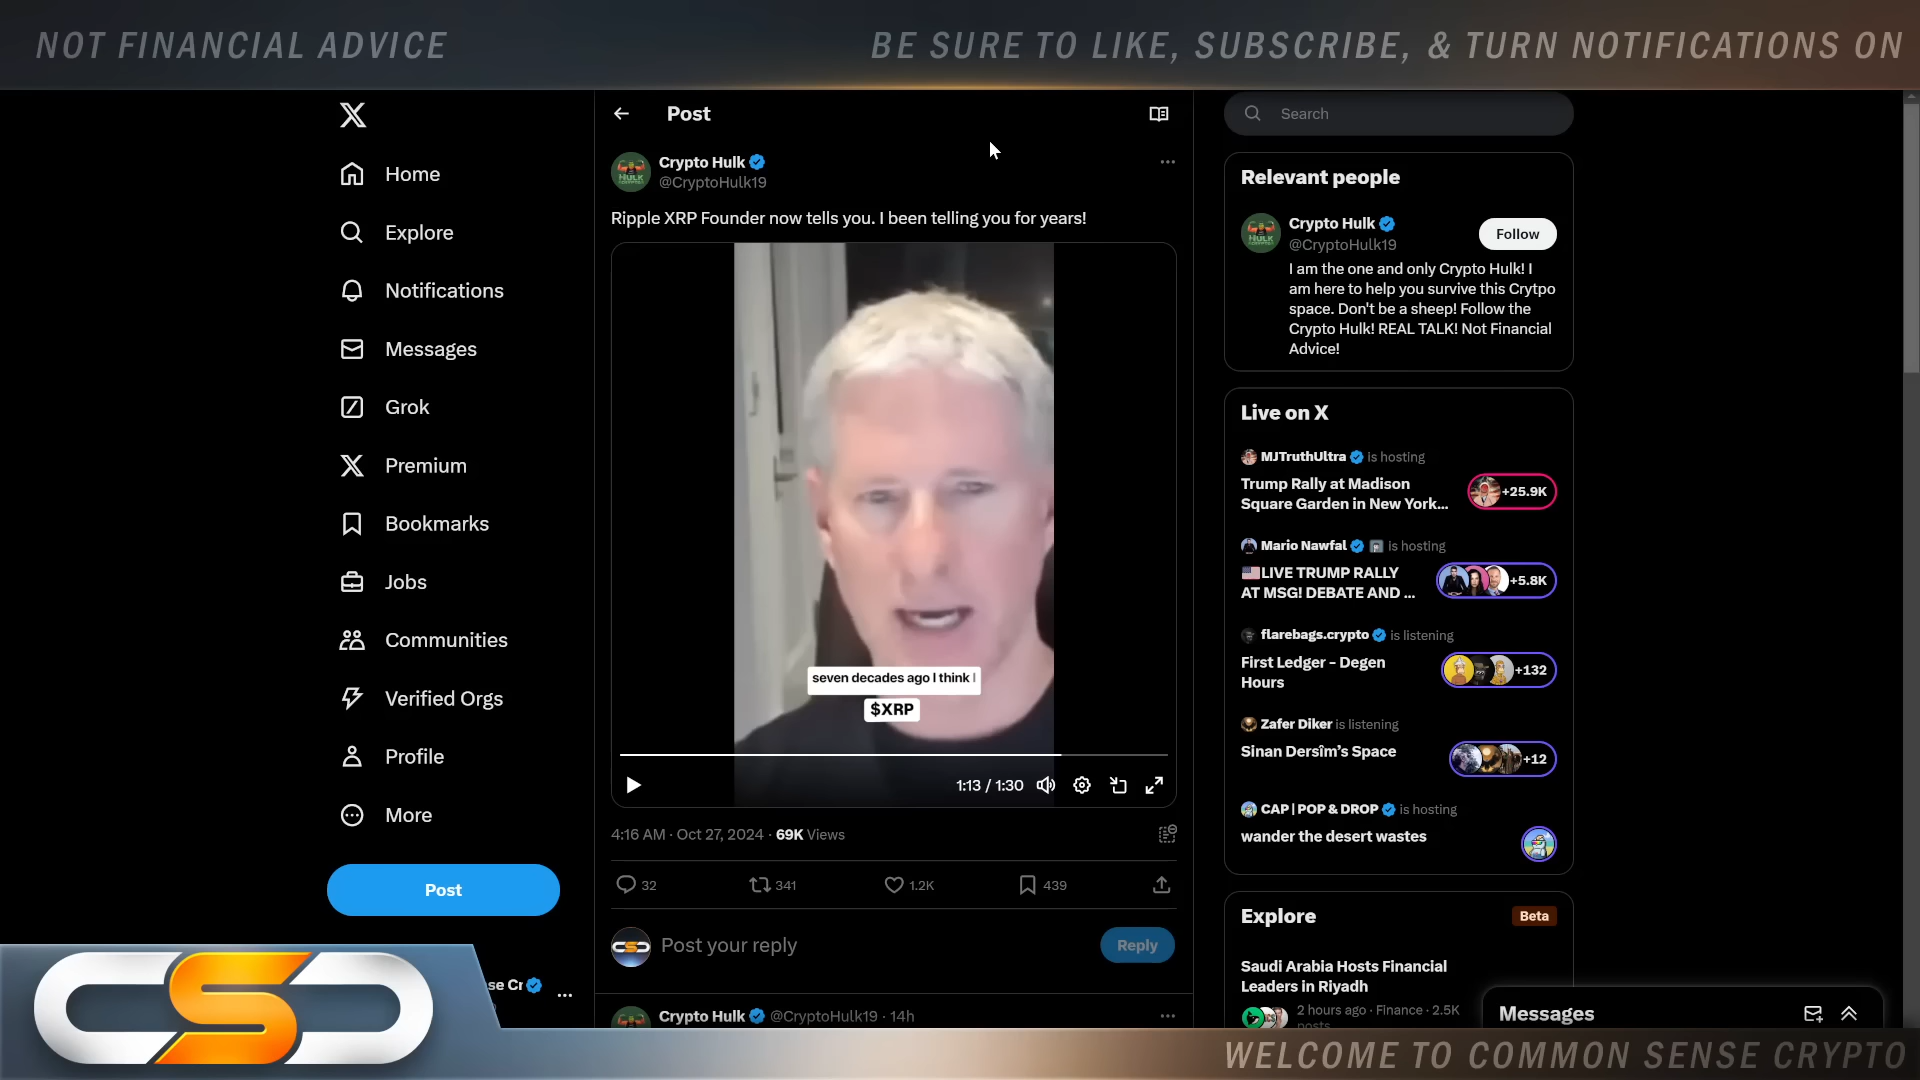 NOT FINANCIAL ADVICE
BE SURE TO LIKE, SUBSCRIBE, & TURN NOTIFICATIONS ON
Home
Explore
Notifications
Messages
Grok
Premium
Bookmarks
Jobs
Communities
Verified Orgs
Profile
More
Post
se Cr
Post
Crypto Hulk
@CryptoHulk19
Ripple XRP Founder now tells you. I been telling you for years!
HULK
seven decades ago I think I
$XRP
1:13 / 1:30
4:16 AM · Oct 27, 2024 · 69K Views
32
341
1.2K
439
Post your reply
Reply
Crypto Hulk @CryptoHulk19 · 14h
Search
Relevant people
Crypto Hulk
@CryptoHulk19
Follow
I am the one and only Crypto Hulk! I
am here to help you survive this Crytpo
space. Don't be a sheep! Follow the
Crypto Hulk! REAL TALK! Not Financial
Advice!
Live on X
MJTruthUltra is hosting
Trump Rally at Madison
Square Garden in New York...
+25.9K
Mario Nawfal is hosting
LIVE TRUMP RALLY
AT MSG! DEBATE AND ...
+5.8K
flarebags.crypto is listening
First Ledger - Degen
Hours
+132
Zafer Diker is listening
Sinan Dersîm's Space
+12
CAP | POP & DROP is hosting
wander the desert wastes
Explore
Beta
Saudi Arabia Hosts Financial
Leaders in Riyadh
2 hours ago · Finance · 2.5K
posts
Messages
CSC
WELCOME TO COMMON SENSE CRYPTO